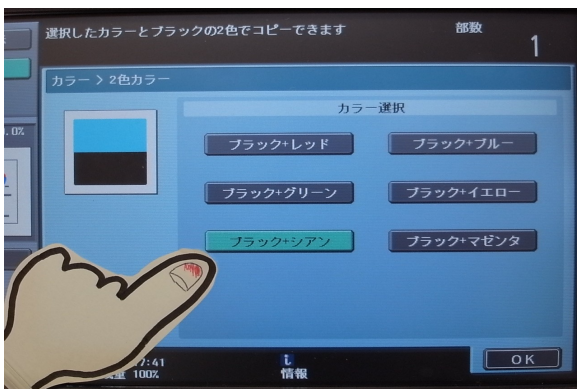 選択したカラーとブラックの2色でコピーできます
部数
1
カラー > 2色カラー
カラー選択
ブラック+レッド
ブラック+ブルー
ブラック+グリーン
ブラック+イエロー
ブラック+シアン
ブラック+マゼンタ
0%
:41
100%
i
情報
OK